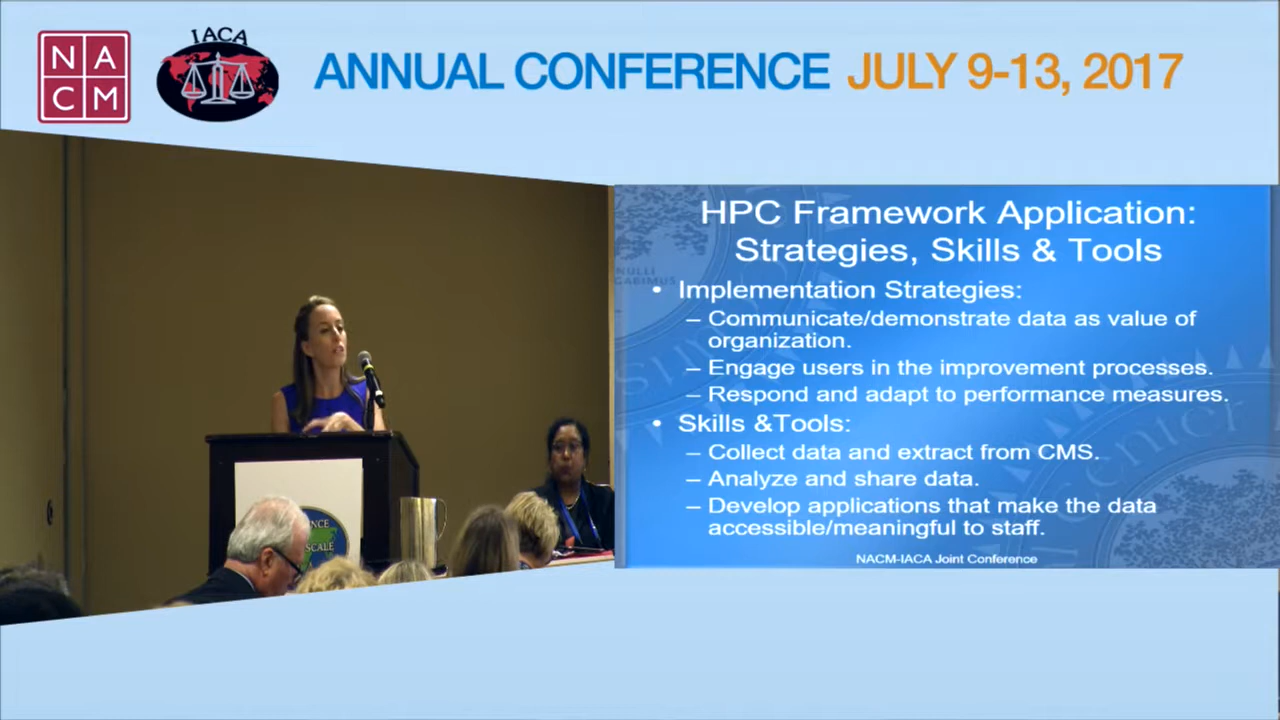 N A
C M
IACA
ANNUAL CONFERENCE JULY 9-13, 2017
HPC Framework Application:
Strategies, Skills & Tools
• Implementation Strategies:
– Communicate/demonstrate data as value of
organization.
– Engage users in the improvement processes.
– Respond and adapt to performance measures.
• Skills &Tools:
– Collect data and extract from CMS.
– Analyze and share data.
– Develop applications that make the data
accessible/meaningful to staff.
NACM-IACA Joint Conference
NULLI
SCALE